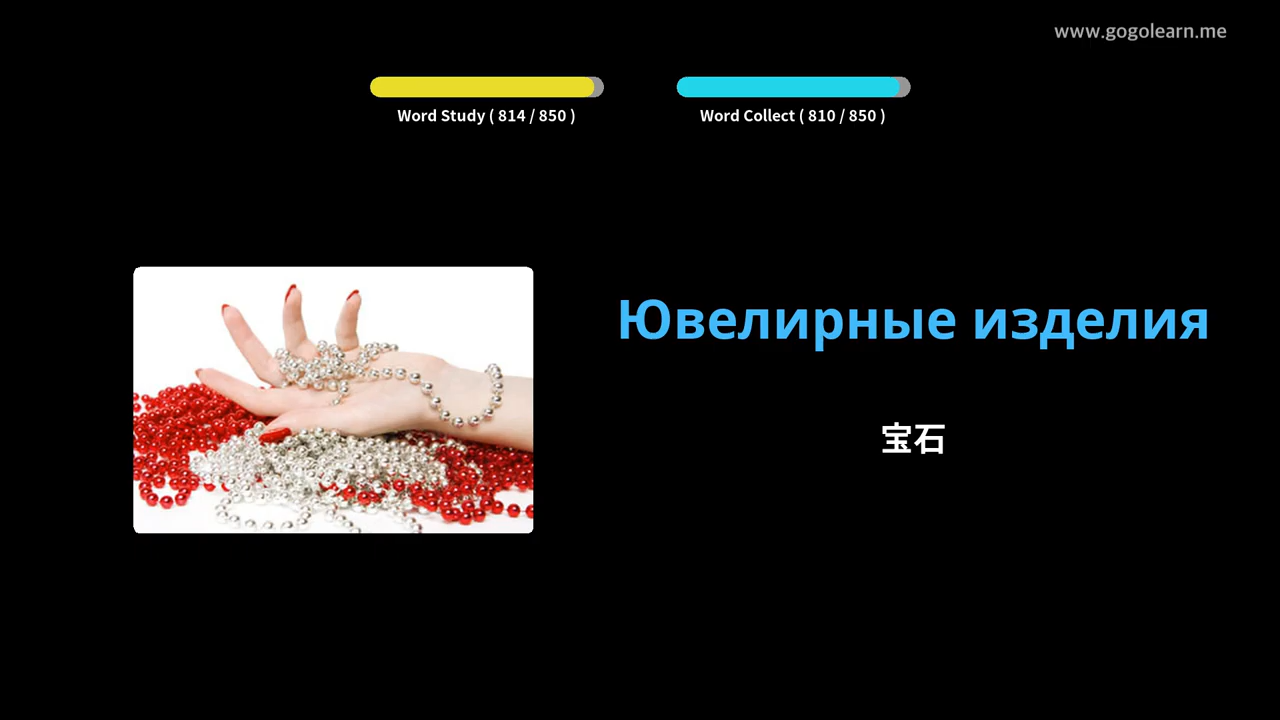 www.gogolearn.me
Word Study ( 814 / 850 )
Word Collect ( 810 / 850 )
Ювелирные изделия
宝石